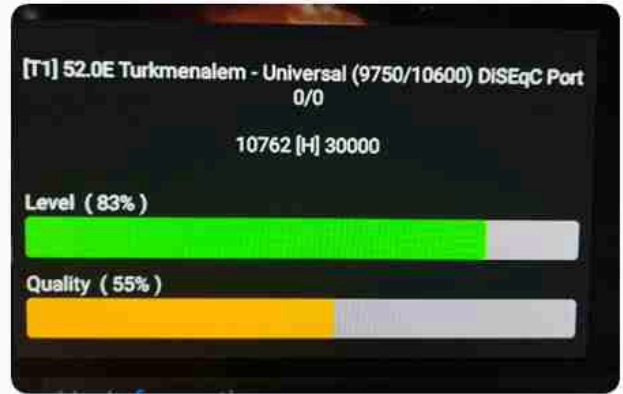 [T1] 52.0E Turkmenalem - Universal (9750/10600) DiSEqC Port
0/0
10762 [H] 30000
Level ( 83% )
Quality ( 55% )